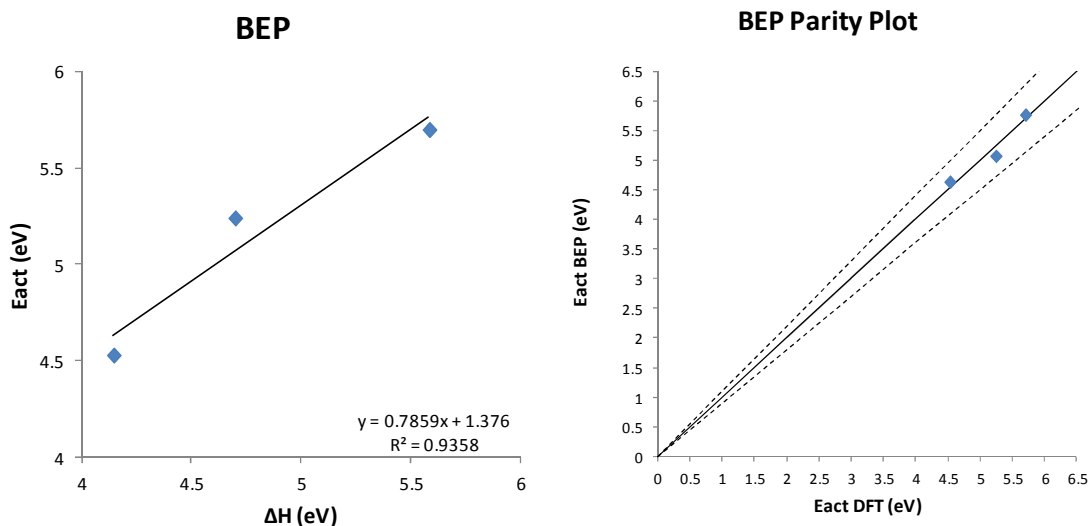 BEP
6
5.5
5
4.5
4
Eact (eV)
y = 0.7859x + 1.376
R² = 0.9358
4 4.5 5 5.5 6
ΔH (eV)
BEP Parity Plot
6.5
6
5.5
5
4.5
4
3.5
3
2.5
2
1.5
1
0.5
0
Eact BEP (eV)
0 0.5 1 1.5 2 2.5 3 3.5 4 4.5 5 5.5 6 6.5
Eact DFT (eV)